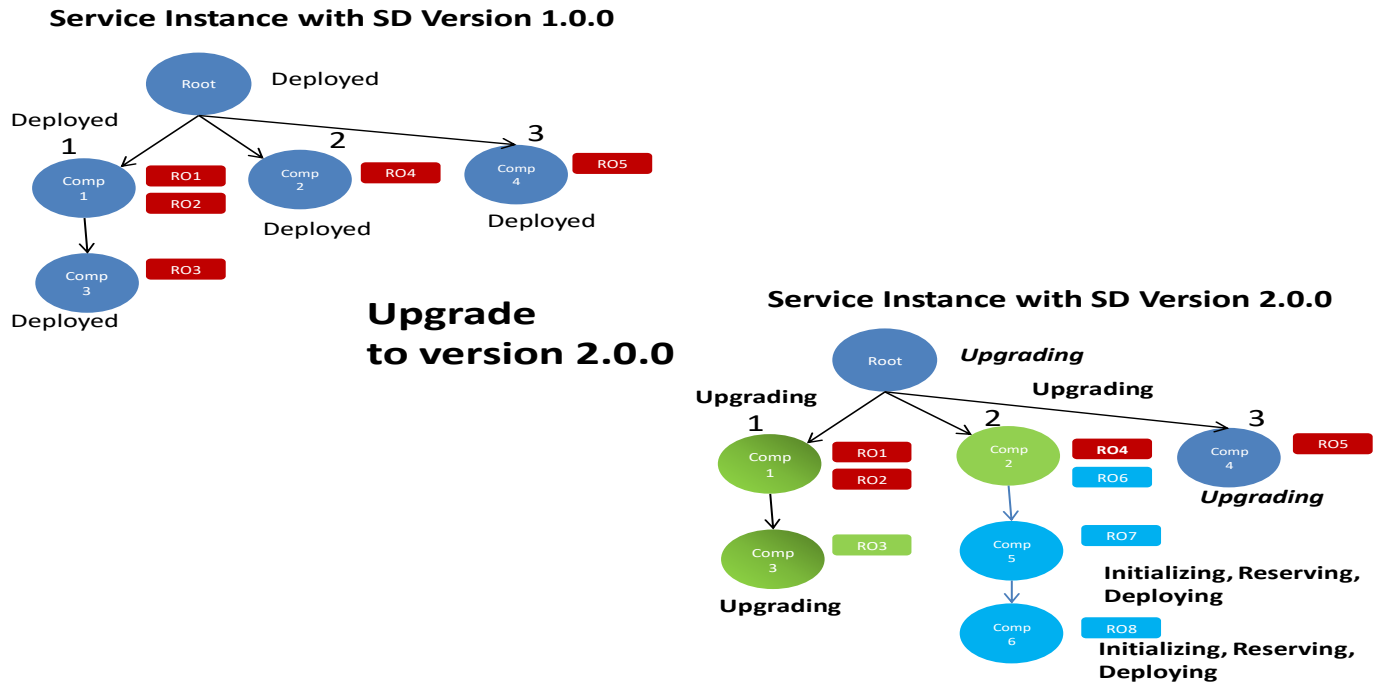 Service Instance with SD Version 1.0.0
Root
Deployed
Deployed
1
2
3
Comp
1
RO1
RO2
Comp
2
RO4
Comp
4
RO5
Deployed
Deployed
Comp
3
RO3
Deployed
Upgrade
to version 2.0.0
Service Instance with SD Version 2.0.0
Root
Upgrading
Upgrading
Upgrading
1
2
3
Comp
1
RO1
RO2
Comp
2
RO4
RO6
Comp
4
RO5
Upgrading
Comp
3
RO3
Upgrading
Comp
5
RO7
Initializing, Reserving,
Deploying
Comp
6
RO8
Initializing, Reserving,
Deploying